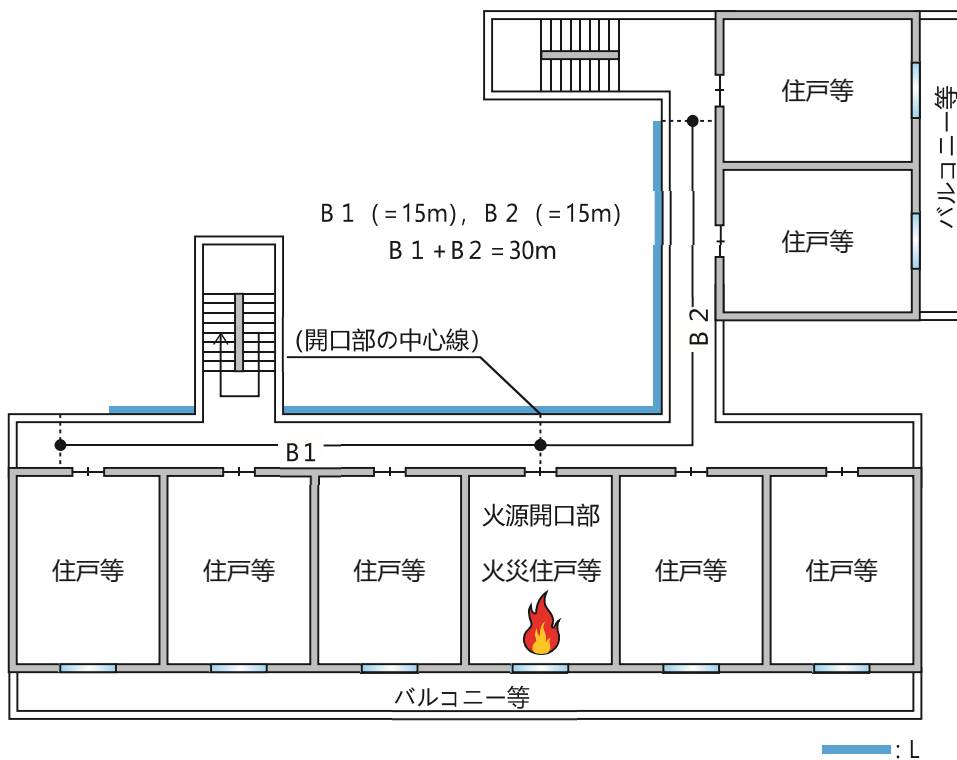 住戸等
バルコニー等
住戸等
B1 (=15m), B2 (=15m)
B1+B2=30m
B2
(開口部の中心線)
B1
火源開口部
住戸等
住戸等
住戸等
火災住戸等
住戸等
住戸等
バルコニー等
: L